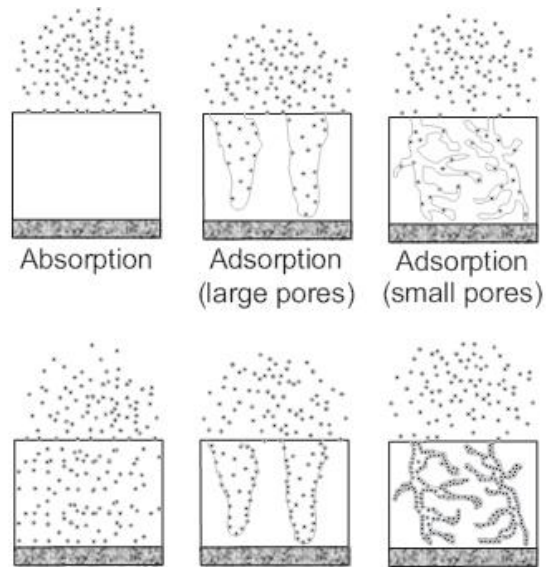 Absorption
Adsorption
(large pores)
Adsorption
(small pores)